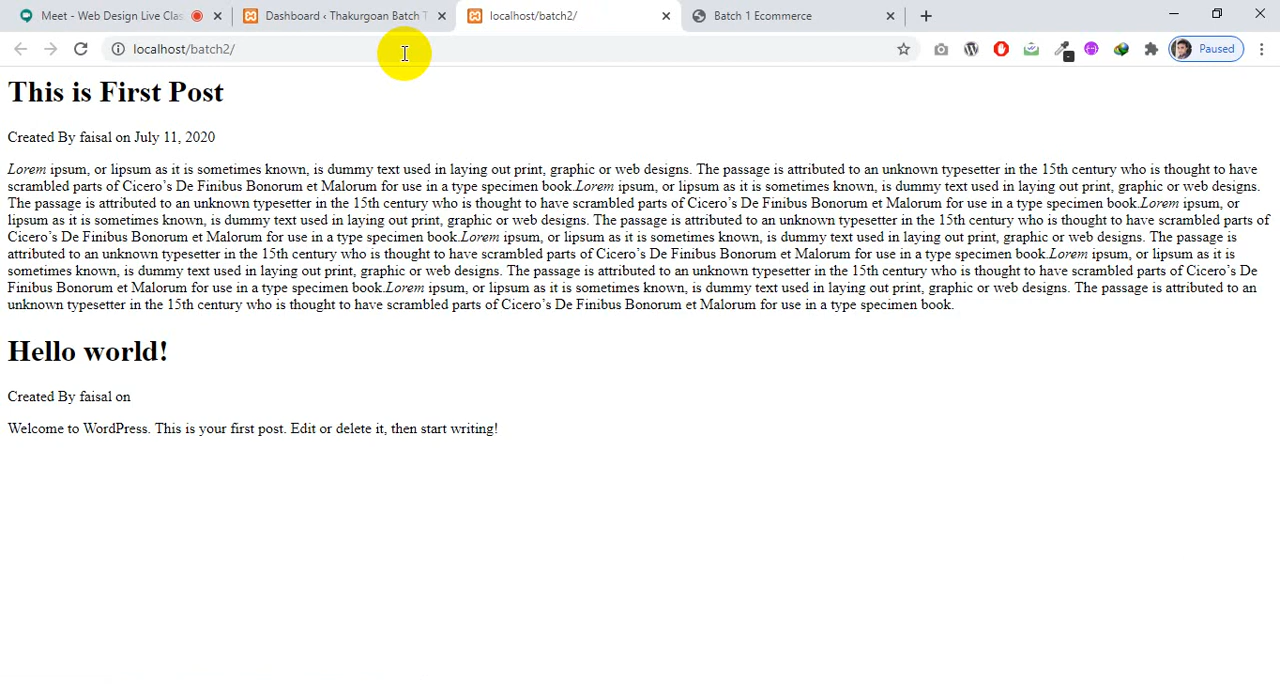 Meet - Web Design Live Clas
Dashboard ‹ Thakurgoan Batch T
localhost/batch2/
Batch 1 Ecommerce
localhost/batch2/
Paused
This is First Post
Created By faisal on July 11, 2020
Lorem ipsum, or lipsum as it is sometimes known, is dummy text used in laying out print, graphic or web designs. The passage is attributed to an unknown typesetter in the 15th century who is thought to have
scrambled parts of Cicero’s De Finibus Bonorum et Malorum for use in a type specimen book.Lorem ipsum, or lipsum as it is sometimes known, is dummy text used in laying out print, graphic or web designs.
The passage is attributed to an unknown typesetter in the 15th century who is thought to have scrambled parts of Cicero’s De Finibus Bonorum et Malorum for use in a type specimen book.Lorem ipsum, or
lipsum as it is sometimes known, is dummy text used in laying out print, graphic or web designs. The passage is attributed to an unknown typesetter in the 15th century who is thought to have scrambled parts of
Cicero’s De Finibus Bonorum et Malorum for use in a type specimen book.Lorem ipsum, or lipsum as it is sometimes known, is dummy text used in laying out print, graphic or web designs. The passage is
attributed to an unknown typesetter in the 15th century who is thought to have scrambled parts of Cicero’s De Finibus Bonorum et Malorum for use in a type specimen book.Lorem ipsum, or lipsum as it is
sometimes known, is dummy text used in laying out print, graphic or web designs. The passage is attributed to an unknown typesetter in the 15th century who is thought to have scrambled parts of Cicero’s De
Finibus Bonorum et Malorum for use in a type specimen book.Lorem ipsum, or lipsum as it is sometimes known, is dummy text used in laying out print, graphic or web designs. The passage is attributed to an
unknown typesetter in the 15th century who is thought to have scrambled parts of Cicero’s De Finibus Bonorum et Malorum for use in a type specimen book.
Hello world!
Created By faisal on
Welcome to WordPress. This is your first post. Edit or delete it, then start writing!